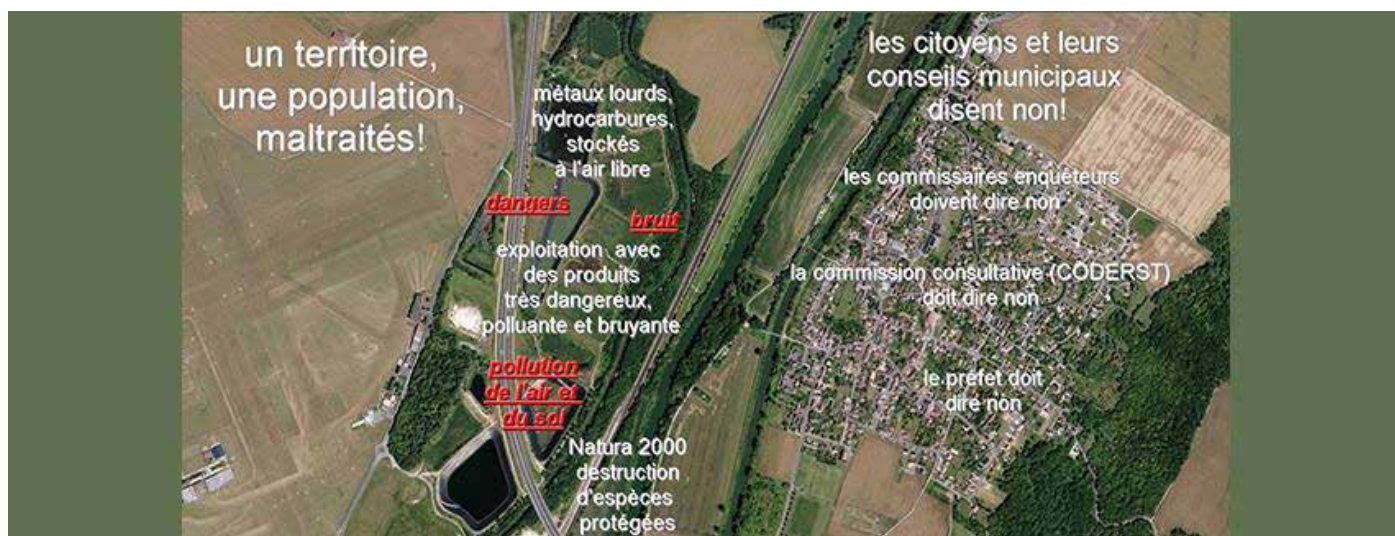 un territoire,
une population,
maltraités!
métaux lourds,
hydrocarbures,
stockés
à l'air libre
dangers
bruit
exploitation avec
des produits
très dangereux,
polluante et bruyante
pollution
de l'air et
du sol
Natura 2000
destruction
d'espèces
protégées
les citoyens et leurs
conseils municipaux
disent non!
les commissaires enquêteurs
doivent dire non
la commission consultative (CODERST)
doit dire non
le préfet doit
dire non